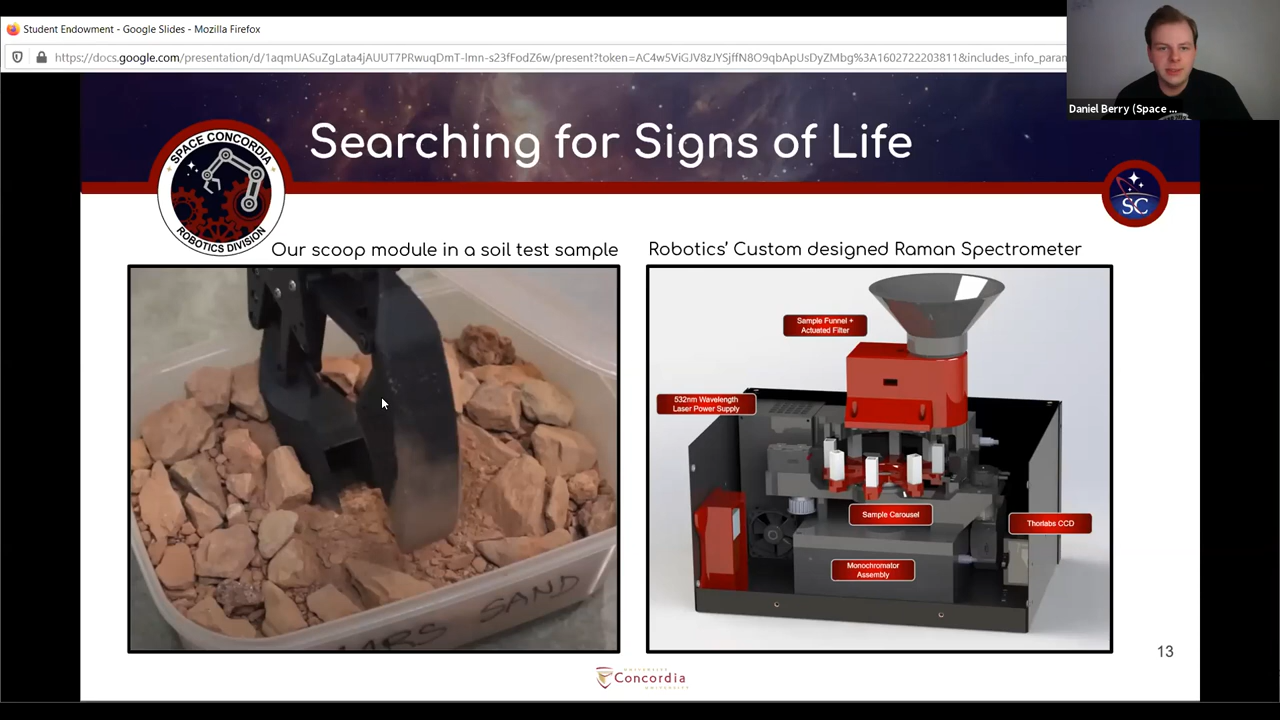 Student Endowment - Google Slides - Mozilla Firefox
https://docs.google.com/presentation/d/1aqmUASuZgLata4jAUUT7PRwuqDmT-lmn-s23fFodZ6w/present?token=AC4w5ViGJV8zJYSjffN8O9qbApUsDyZMbg%3A1602722203811&includes_info_param
Daniel Berry (Space ...
Searching for Signs of Life
SPACE CONCORDIA
ROBOTICS DIVISION
SC
Our scoop module in a soil test sample
Robotics' Custom designed Raman Spectrometer
Sample Funnel +
Actuated Filter
532nm Wavelength
Laser Power Supply
Sample Carousel
Thorlabs CCD
Monochromator
Assembly
MARS SAND
13
UNIVERSITÉ
Concordia
UNIVERSITY